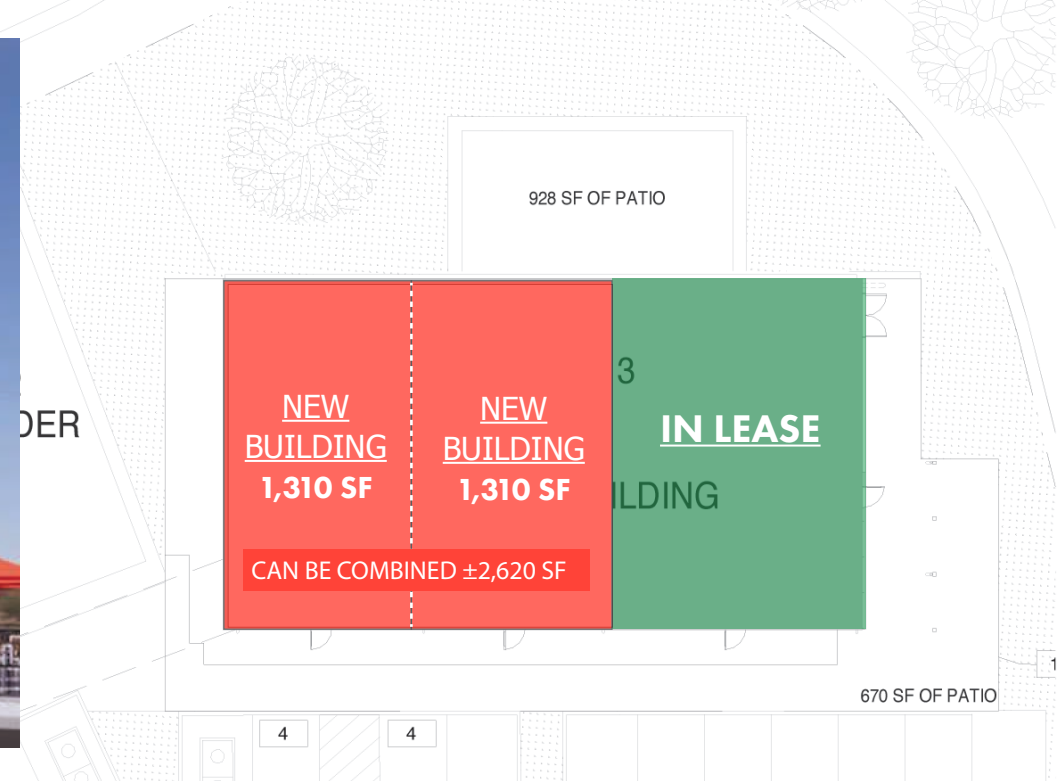 928 SF OF PATIO
3
DER
NEW
BUILDING
1,310 SF
NEW
BUILDING
1,310 SF
IN LEASE
ILDING
CAN BE COMBINED ±2,620 SF
1
670 SF OF PATIO
4
4